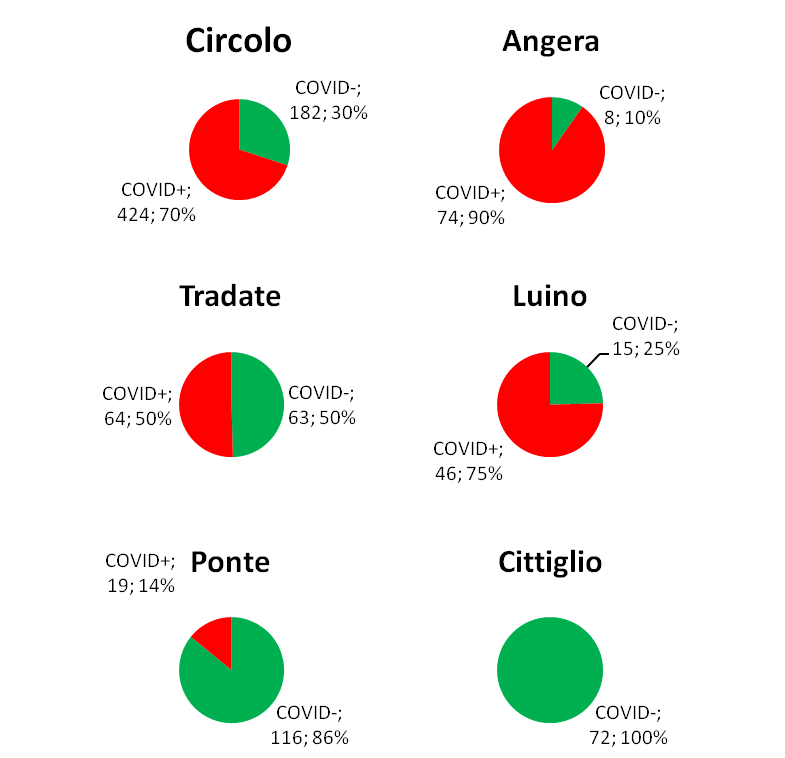 Circolo
COVID-;
182; 30%
COVID+;
424; 70%
Angera
COVID-;
8; 10%
COVID+;
74; 90%
Tradate
COVID+;
64; 50%
COVID-;
63; 50%
Luino
COVID-;
15; 25%
COVID+;
46; 75%
Ponte
COVID+;
19; 14%
COVID-;
116; 86%
Cittiglio
COVID-;
72; 100%